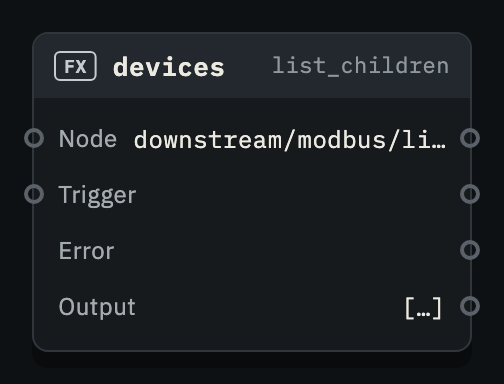 FX devices list_children
Node downstream/modbus/li…
Trigger
Error
Output […]